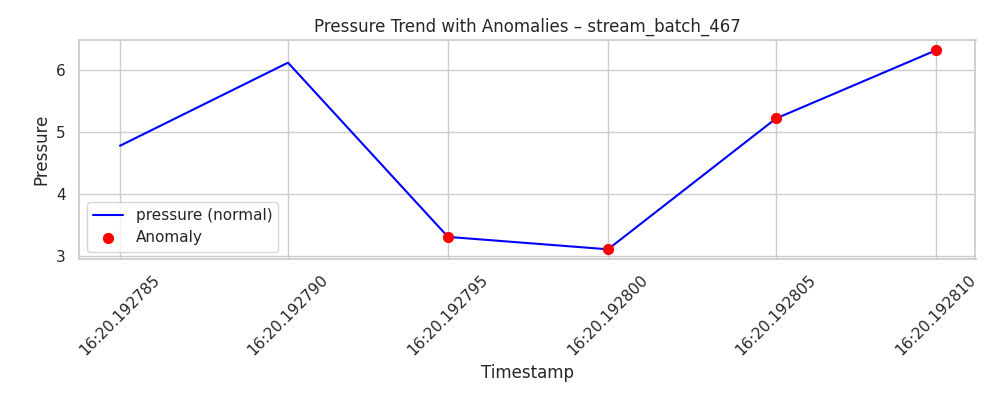 Pressure Trend with Anomalies – stream_batch_467
Pressure
6
5
4
3
pressure (normal)
Anomaly
16:20.192785
16:20.192790
16:20.192795
16:20.192800
16:20.192805
16:20.192810
Timestamp